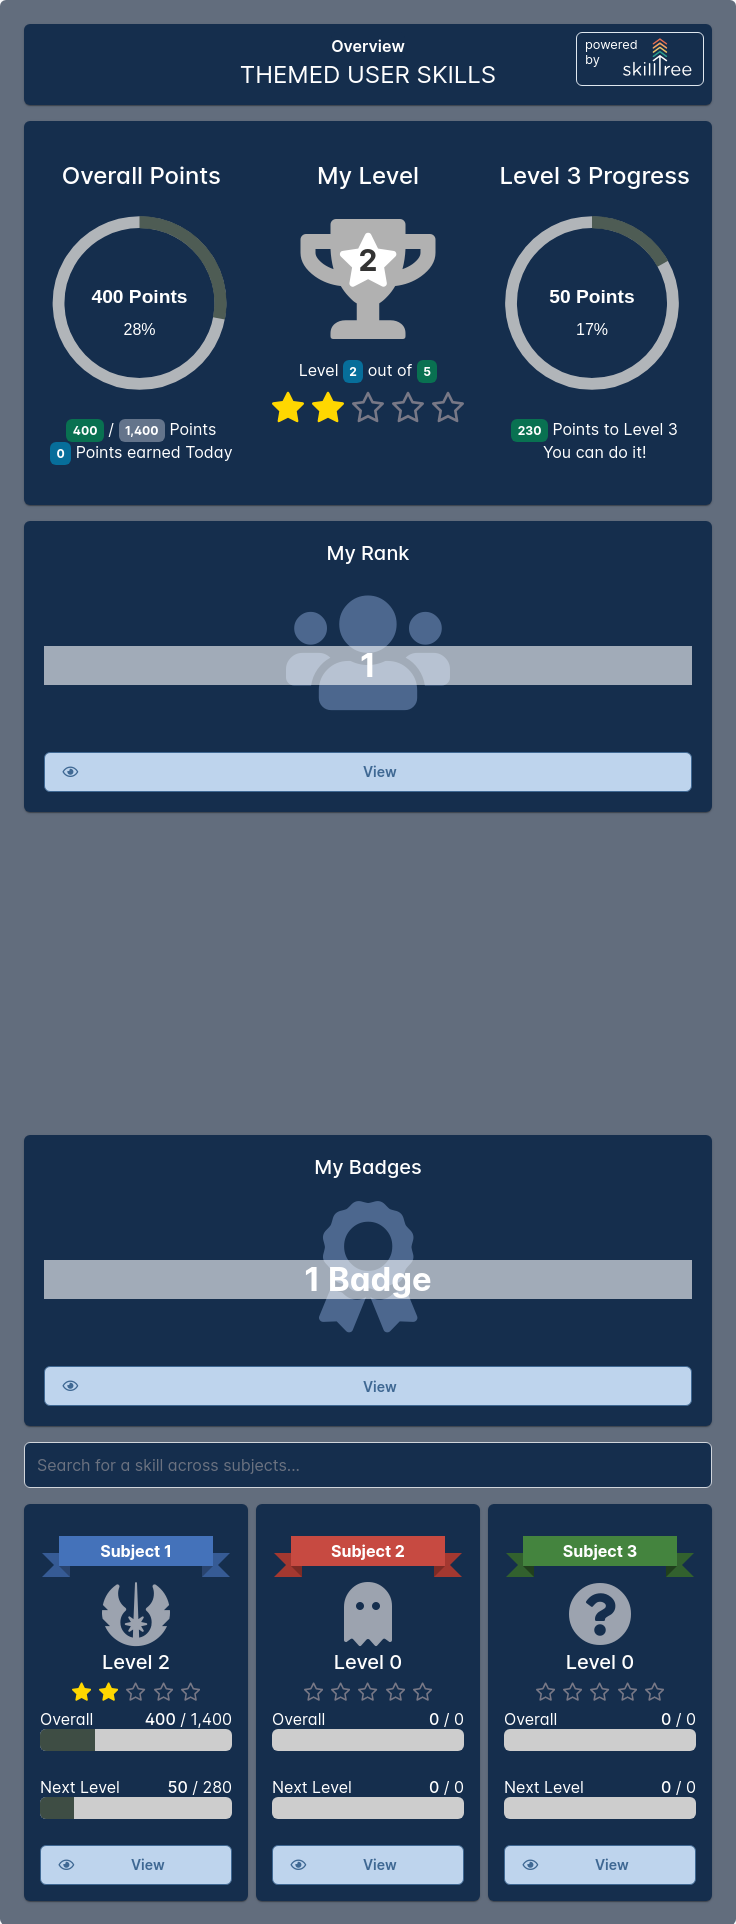 Overview
THEMED USER SKILLS
powered
by
skilltree
Overall Points
My Level
Level 3 Progress
2
400 Points
28%
50 Points
17%
Level 2 out of 5
400 / 1,400 Points
0 Points earned Today
230 Points to Level 3
You can do it!
My Rank
1
View
My Badges
1 Badge
View
Search for a skill across subjects...
Subject 1
Level 2
Overall 400 / 1,400
Next Level 50 / 280
View
Subject 2
Level 0
Overall 0 / 0
Next Level 0 / 0
View
Subject 3
?
Level 0
Overall 0 / 0
Next Level 0 / 0
View